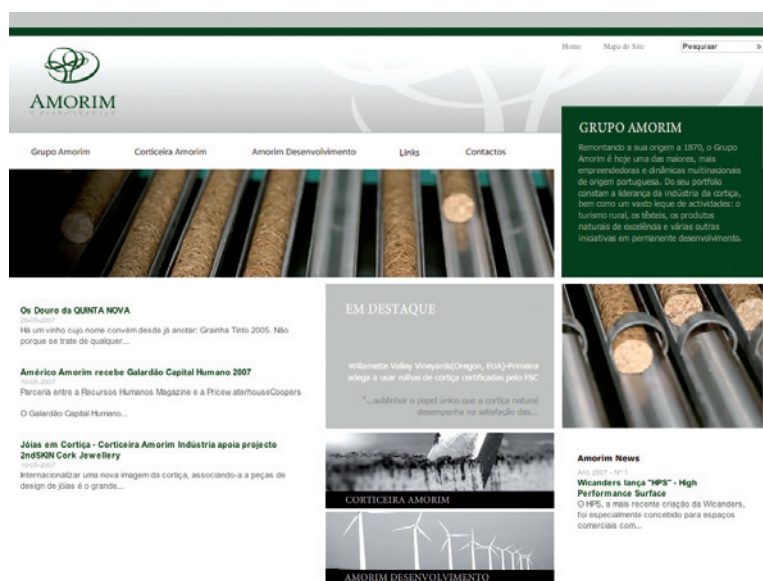 Home
Mapa do Site
Pesquisar
»
AMORIM
Grupo Amorim
Corticeira Amorim
Amorim Desenvolvimento
Links
Contactos
GRUPO AMORIM
Remontando a sua origem a 1870, o Grupo
Amorim é hoje uma das maiores, mais
empreendedoras e dinâmicas multinacionais
de origem portuguesa. Do seu portfolio
constam a liderança da indústria da cortiça,
bem como um vasto leque de actividades: o
turismo rural, os têxteis, os produtos
naturais de excelência e várias outras
iniciativas em permanente desenvolvimento.
Os Douro da QUINTA NOVA
26-05-2007
Há um vinho cujo nome convém desde já anotar: Grainha Tinto 2005. Não
porque se trate de qualquer...
Américo Amorim recebe Galardão Capital Humano 2007
10-05-2007
Parceria entre a Recursos Humanos Magazine e a PricewaterhouseCoopers
O Galardão Capital Humano...
Jóias em Cortiça - Corticeira Amorim Indústria apoia projecto
2ndSKIN Cork Jewellery
10-05-2007
Internacionalizar uma nova imagem da cortiça, associando-a a peças de
design de jóias é o grande...
EM DESTAQUE
Willamette Valley Vineyards(Oregon, EUA)-Primeira
adega a usar rolhas de cortiça certificadas pelo FSC
"...sublinhar o papel único que a cortiça natural
desempenha na satisfação das...
CORTICEIRA AMORIM
AMORIM DESENVOLVIMENTO
Amorim News
Ano 2007 - Nº 1
Wicanders lança "HPS" - High
Performance Surface
O HPS, a mais recente criação da Wicanders,
foi especialmente concebido para espaços
comerciais com...